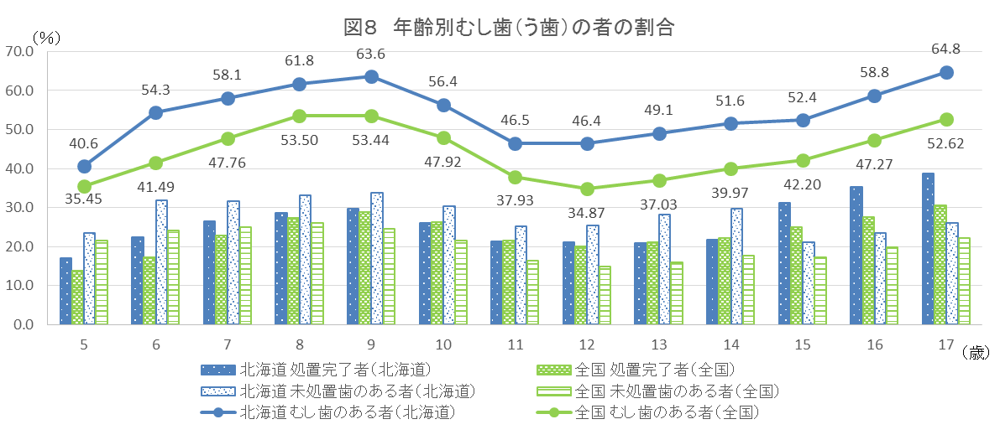 図8 年齢別むし歯(う歯)の者の割合
(%)
70.0
60.0
50.0
40.0
30.0
20.0
10.0
0.0
40.6 54.3 58.1 61.8 63.6 56.4 46.5 46.4 49.1 51.6 52.4 58.8 64.8
35.45 41.49 47.76 53.50 53.44 47.92 37.93 34.87 37.03 39.97 42.20 47.27 52.62
5 6 7 8 9 10 11 12 13 14 15 16 17
(歳)
北海道 処置完了者(北海道) 全国 処置完了者(全国)
北海道 未処置歯のある者(北海道) 全国 未処置歯のある者(全国)
北海道 むし歯のある者(北海道) 全国 むし歯のある者(全国)